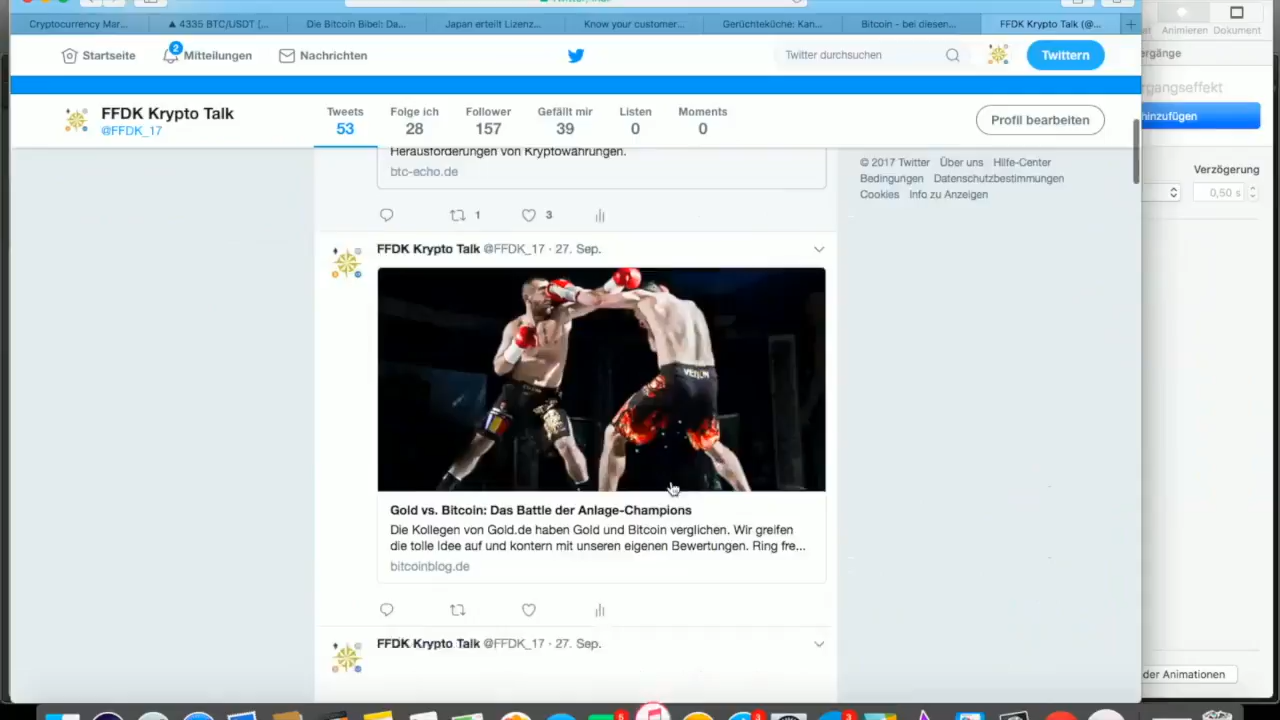 Cryptocurrency Mar...
▲ 4335 BTC/USDT (...
Die Bitcoin Bibel: Da...
Japan erteilt Lizenz...
Know your customer...
Gerüchteküche: Kan...
Bitcoin - bei diesen...
FFDK Krypto Talk (@...
Animieren
Dokument
Startseite
2
Mitteilungen
Nachrichten
Twitter durchsuchen
Twittern
FFDK Krypto Talk
@FFDK_17
Tweets
53
Folge ich
28
Follower
157
Gefällt mir
39
Listen
0
Moments
0
Profil bearbeiten
hinzufügen
Verzögerung
0,50 s
Herausforderungen von Kryptowährungen.
btc-echo.de
1
3
© 2017 Twitter Über uns Hilfe-Center
Bedingungen Datenschutzbestimmungen
Cookies Info zu Anzeigen
FFDK Krypto Talk @FFDK_17 · 27. Sep.
VENUM
Gold vs. Bitcoin: Das Battle der Anlage-Champions
Die Kollegen von Gold.de haben Gold und Bitcoin verglichen. Wir greifen
die tolle Idee auf und kontern mit unseren eigenen Bewertungen. Ring fre...
bitcoinblog.de
FFDK Krypto Talk @FFDK_17 · 27. Sep.
der Animationen